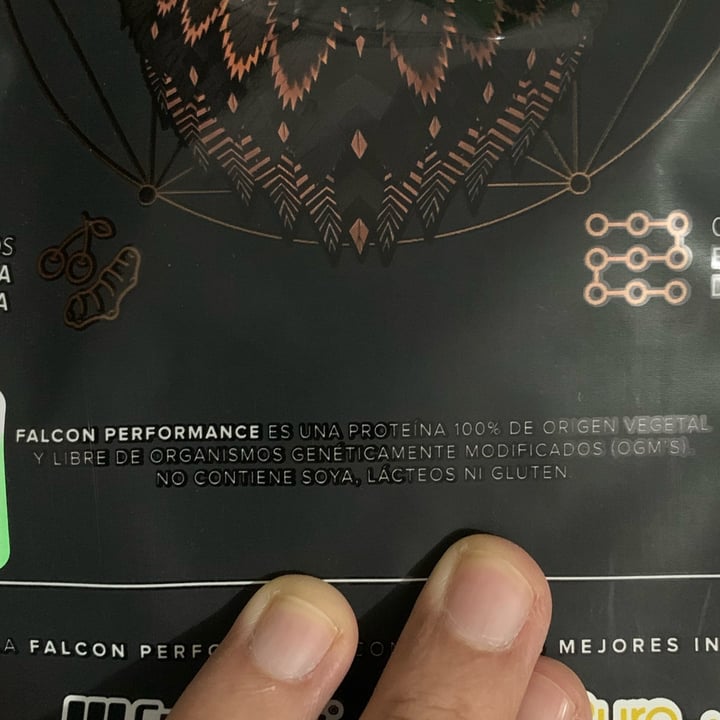 FALCON PERFORMANCE ES UNA PROTEÍNA 100% DE ORIGEN VEGETAL
Y LIBRE DE ORGANISMOS GENÉTICAMENTE MODIFICADOS (OGM'S).
NO CONTIENE SOYA, LÁCTEOS NI GLUTEN.
A FALCON MEJORES